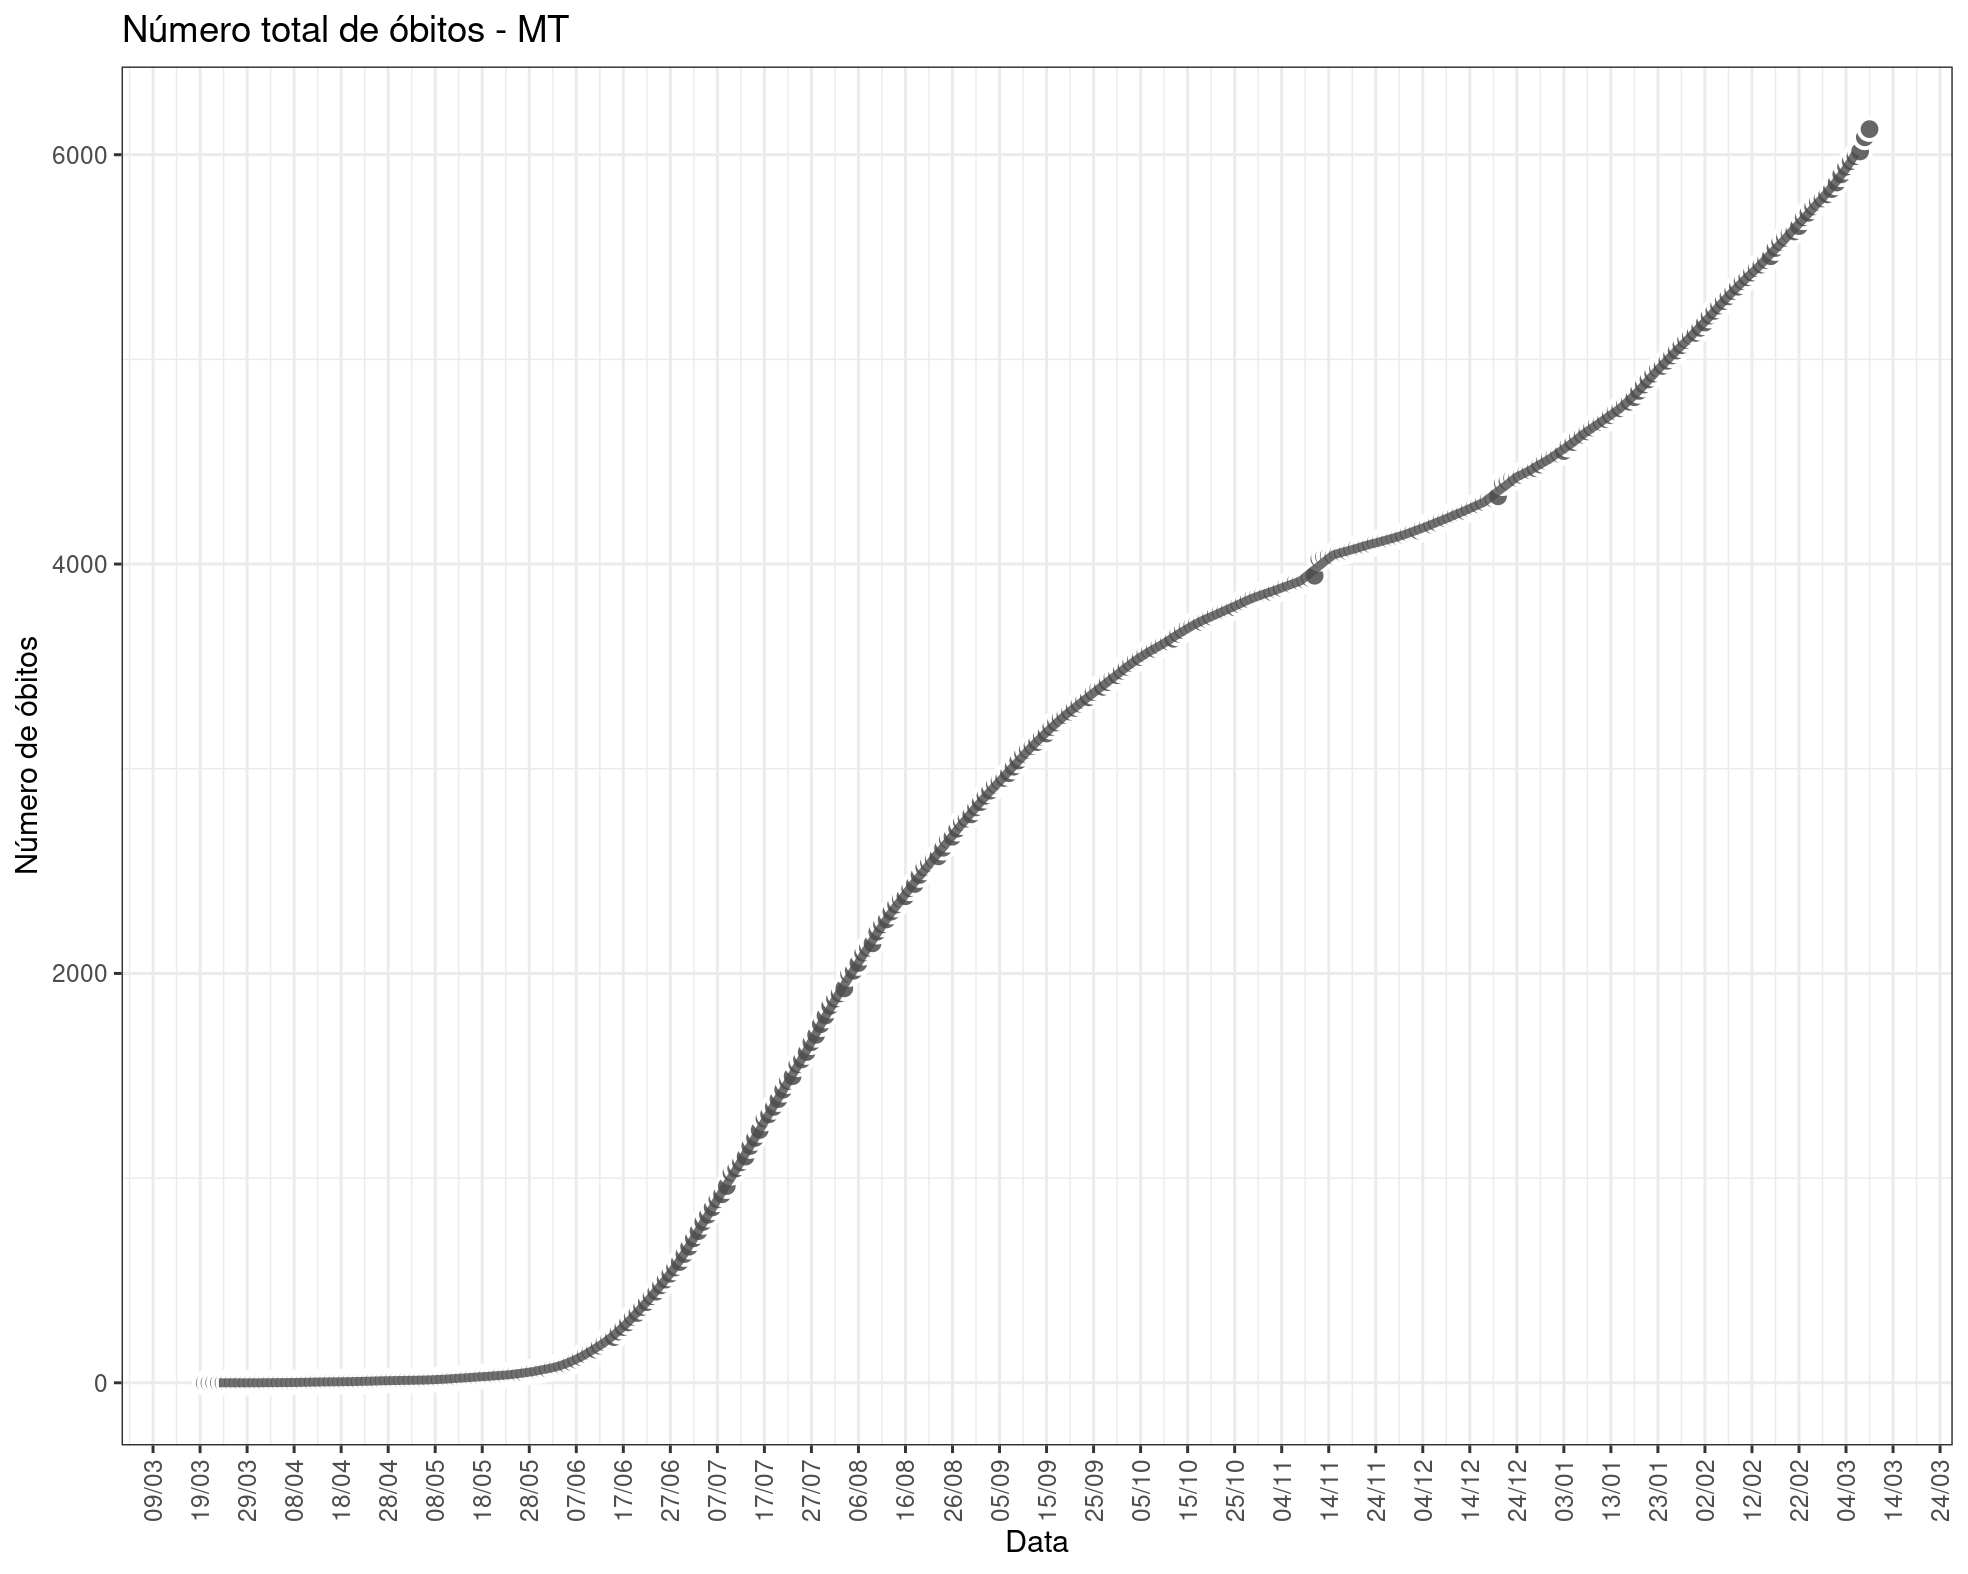 Número total de óbitos - MT
Número de óbitos
6000
4000
2000
0
09/03 19/03 29/03 08/04 18/04 28/04 08/05 18/05 28/05 07/06 17/06 27/06 07/07 17/07 27/07 06/08 16/08 26/08 05/09 15/09 25/09 05/10 15/10 25/10 04/11 14/11 24/11 04/12 14/12 24/12 03/01 13/01 23/01 02/02 12/02 22/02 04/03 14/03 24/03
Data